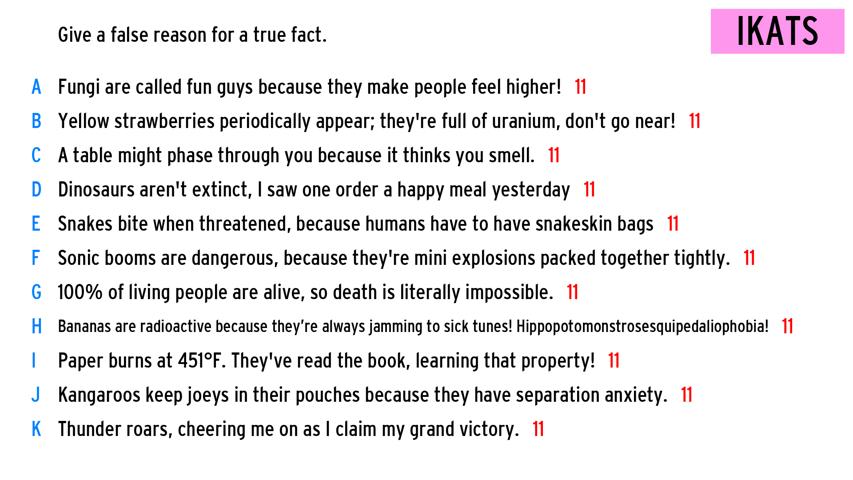 IKATS
Give a false reason for a true fact.
A Fungi are called fun guys because they make people feel higher! 11
B Yellow strawberries periodically appear; they're full of uranium, don't go near! 11
C A table might phase through you because it thinks you smell. 11
D Dinosaurs aren't extinct, I saw one order a happy meal yesterday 11
E Snakes bite when threatened, because humans have to have snakeskin bags 11
F Sonic booms are dangerous, because they're mini explosions packed together tightly. 11
G 100% of living people are alive, so death is literally impossible. 11
H Bananas are radioactive because they’re always jamming to sick tunes! Hippopotomonstrosesquipedaliophobia! 11
I Paper burns at 451°F. They've read the book, learning that property! 11
J Kangaroos keep joeys in their pouches because they have separation anxiety. 11
K Thunder roars, cheering me on as I claim my grand victory. 11